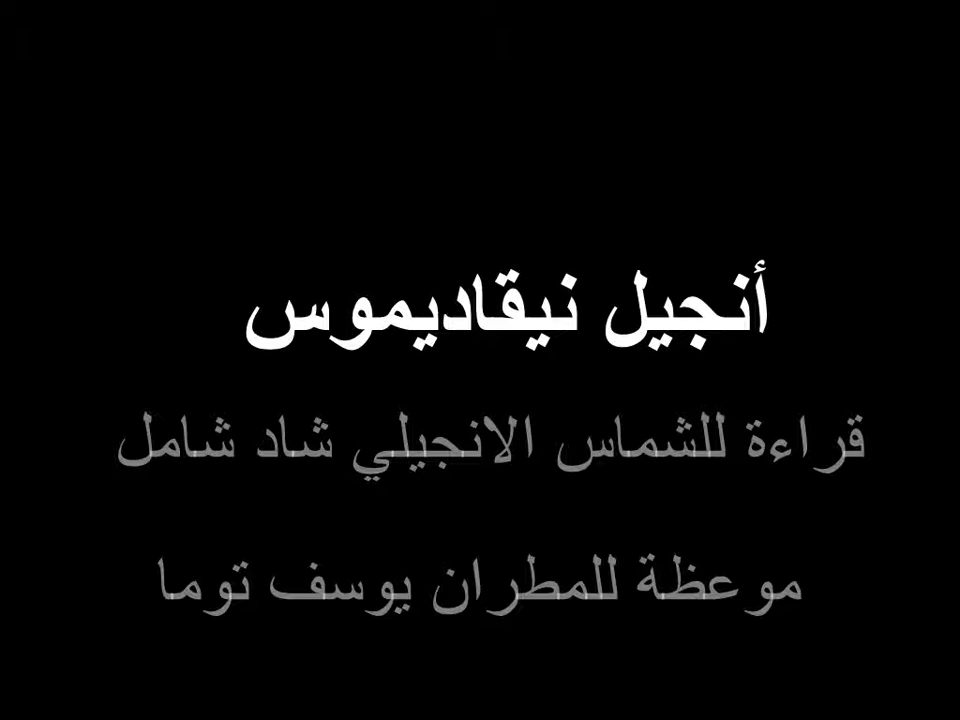 أنجيل نيقاديموس
قراءة للشماس الانجيلي شاد شامل
موعظة للمطران يوسف توما